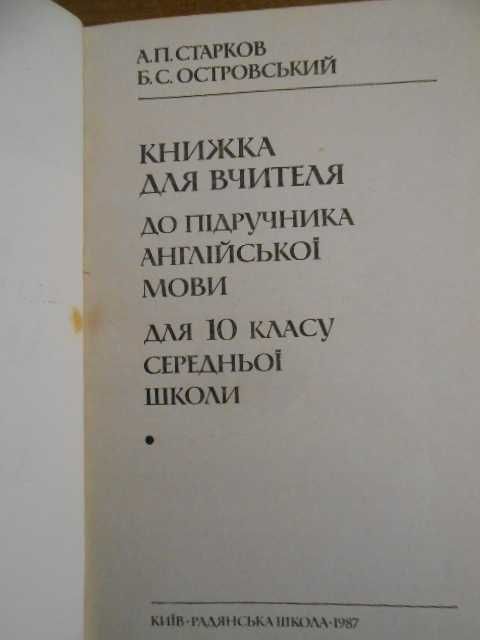 А.П.СТАРКОВ
Б.С.ОСТРОВСЬКИЙ
КНИЖКА
ДЛЯ ВЧИТЕЛЯ
ДО ПІДРУЧНИКА
АНГЛІЙСЬКОЇ
МОВИ
ДЛЯ 10 КЛАСУ
СЕРЕДНЬОЇ
ШКОЛИ
•
КИЇВ·РАДЯНСЬКА ШКОЛА·1987